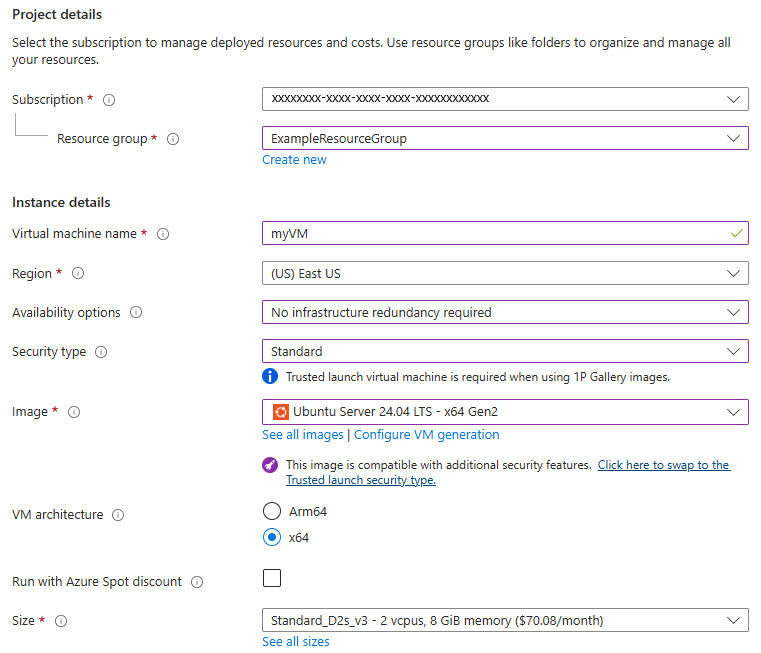 Project details
Select the subscription to manage deployed resources and costs. Use resource groups like folders to organize and manage all
your resources.
Subscription *
xxxxxxxx-xxxx-xxxx-xxxx-xxxxxxxxxxxx
Resource group *
ExampleResourceGroup
Create new
Instance details
Virtual machine name *
myVM
Region *
(US) East US
Availability options
No infrastructure redundancy required
Security type
Standard
Trusted launch virtual machine is required when using 1P Gallery images.
Image *
Ubuntu Server 24.04 LTS - x64 Gen2
See all images | Configure VM generation
This image is compatible with additional security features. Click here to swap to the
Trusted launch security type.
VM architecture
Arm64
x64
Run with Azure Spot discount
Size *
Standard_D2s_v3 - 2 vcpus, 8 GiB memory ($70.08/month)
See all sizes